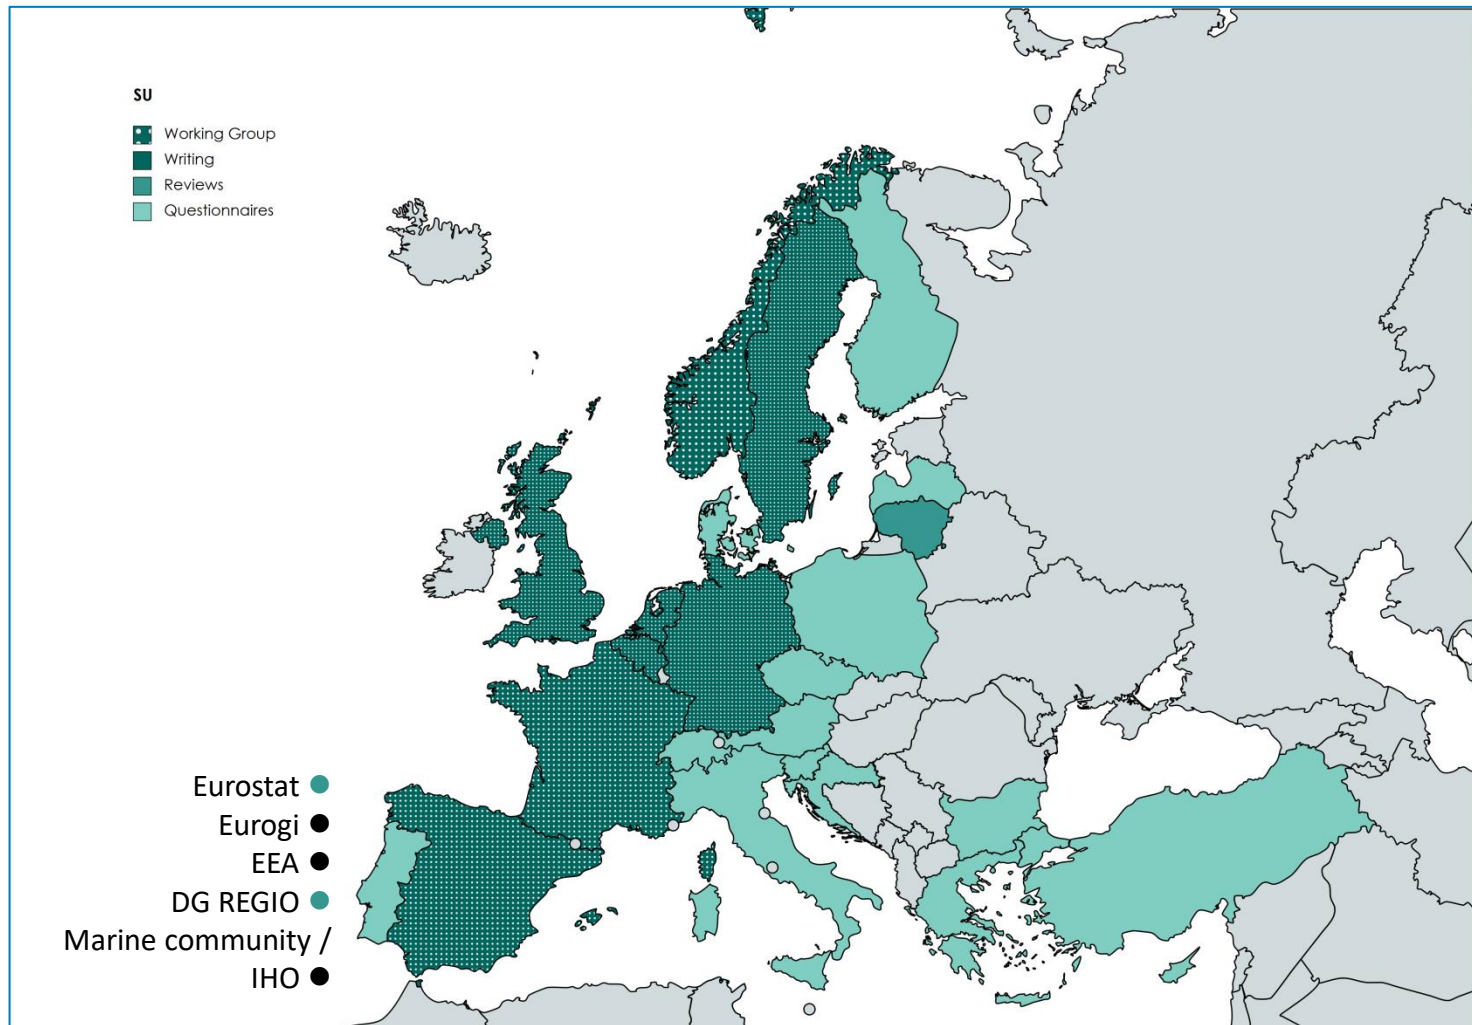 SU
Working Group
Writing
Reviews
Questionnaires
Eurostat
Eurogi
EEA
DG REGIO
Marine community /
IHO